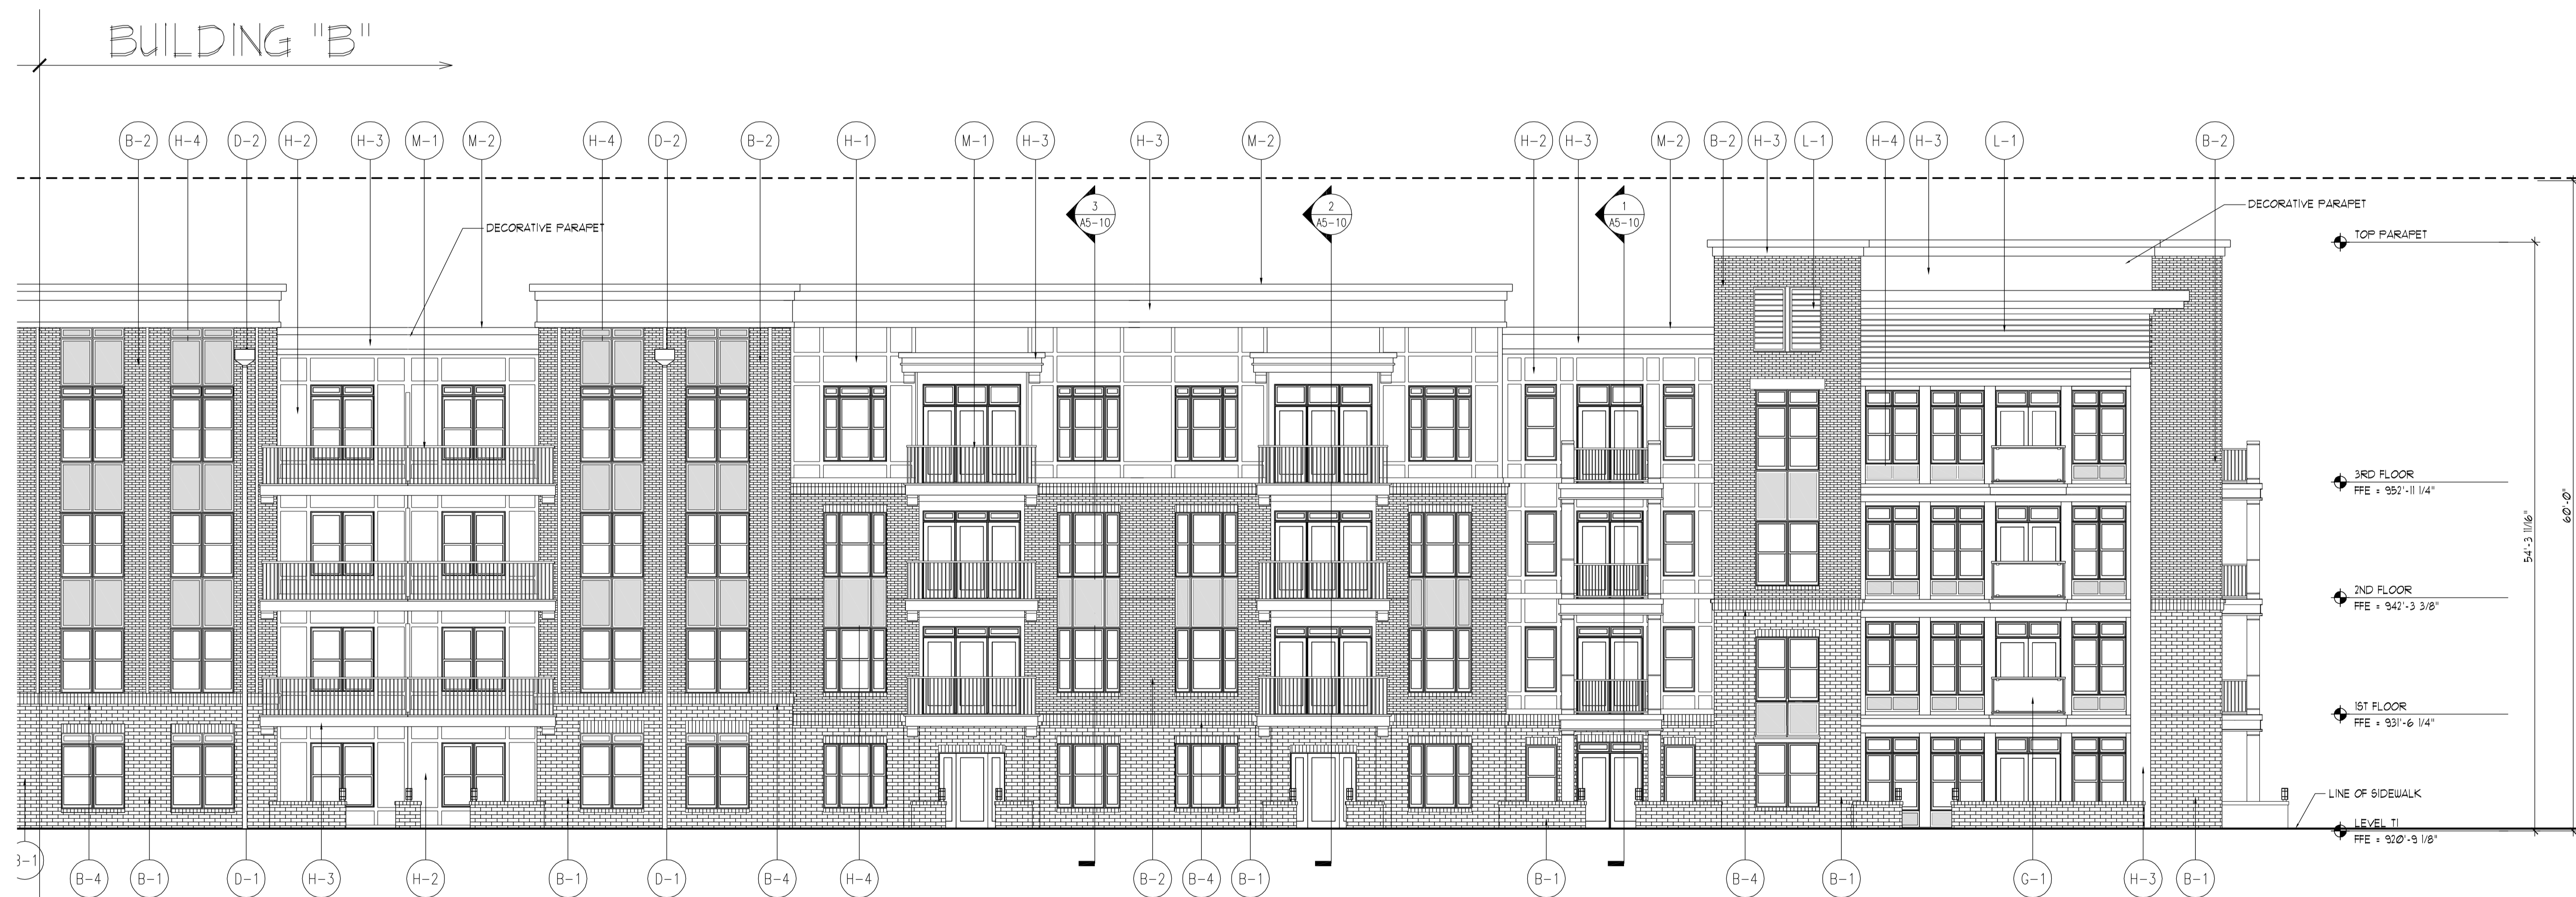 BUILDING "B"
B-2 H-4 D-2 H-2 H-3 M-1 M-2 H-4 D-2 B-2 H-1 M-1 H-3 H-3 M-2 H-2 H-3 M-2 B-2 H-3 L-1 H-4 H-3 L-1 B-2
3
A5-10
2
A5-10
1
A5-10
DECORATIVE PARAPET
DECORATIVE PARAPET
TOP PARAPET
3RD FLOOR
FFE = 952'-11 1/4"
2ND FLOOR
FFE = 942'-3 3/8"
1ST FLOOR
FFE = 931'-6 1/4"
LINE OF SIDEWALK
LEVEL T1
FFE = 920'-9 1/8"
54'-3 11/16"
60'-0"
B-1 B-4 B-1 D-1 H-3 H-2 B-1 D-1 B-4 H-4 B-2 B-4 B-1 B-1 B-4 B-1 G-1 H-3 B-1